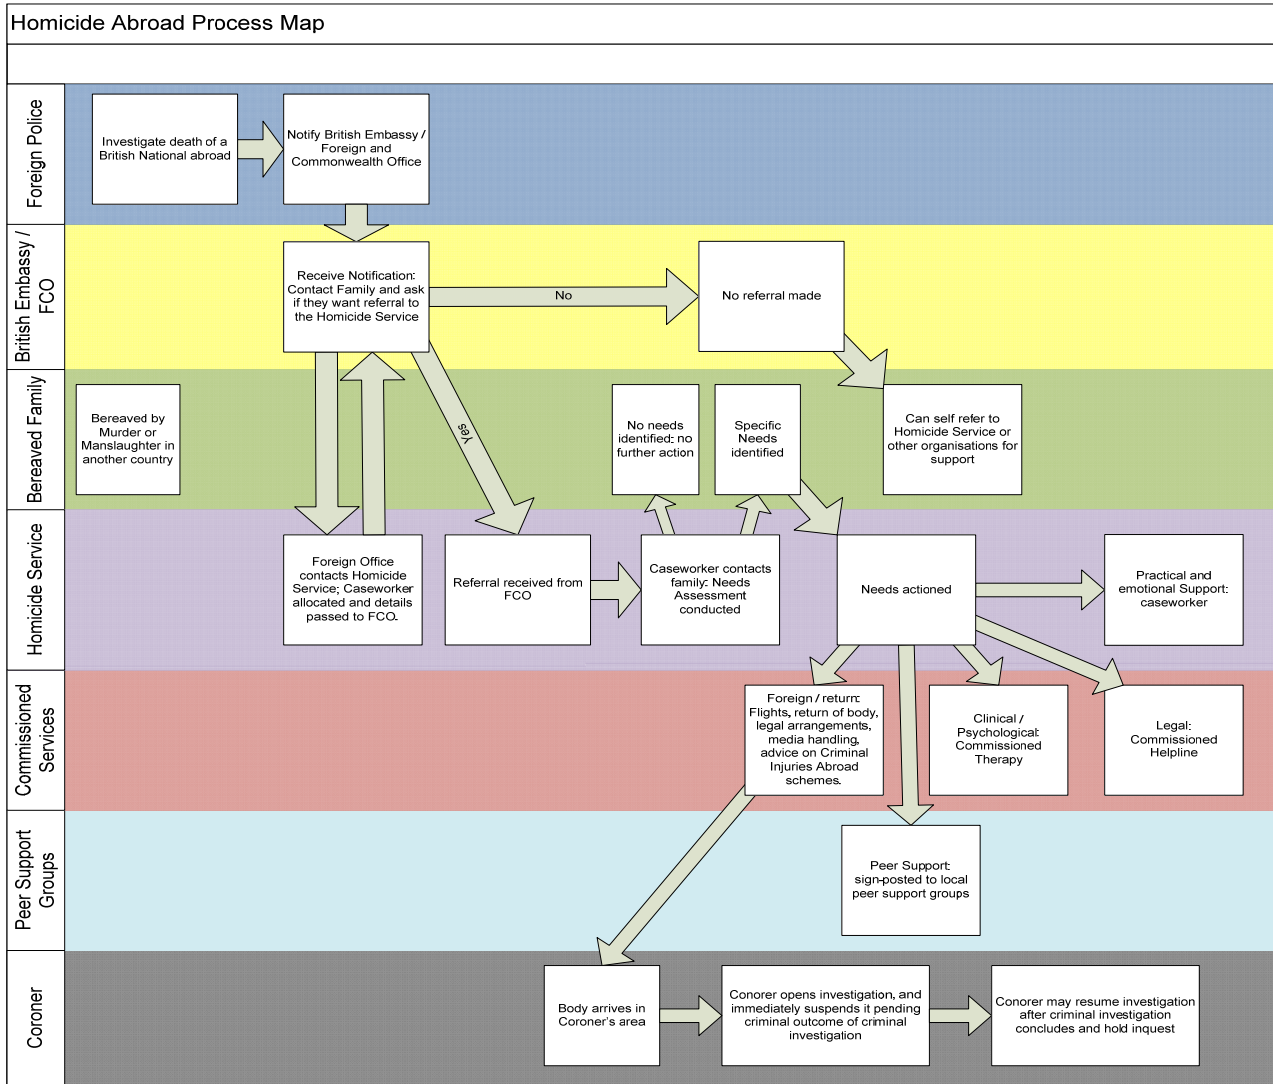 Homicide Abroad Process Map
Foreign Police
Investigate death of a
British National abroad
Notify British Embassy /
Foreign and
Commonwealth Office
British Embassy /
FCO
Receive Notification:
Contact Family and ask
if they want referral to
the Homicide Service
No
No referral made
Yes
Bereaved Family
Bereaved by
Murder or
Manslaughter in
another country
No needs
identified: no
further action
Specific
Needs
identified
Can self refer to
Homicide Service or
other organisations for
support
Homicide Service
Foreign Office
contacts Homicide
Service; Caseworker
allocated and details
passed to FCO.
Referral received from
FCO
Caseworker contacts
family: Needs
Assessment
conducted
Needs actioned
Practical and
emotional Support:
caseworker
Commissioned
Services
Foreign / return:
Flights, return of body,
legal arrangements,
media handling,
advice on Criminal
Injuries Abroad
schemes.
Clinical /
Psychological:
Commissioned
Therapy
Legal:
Commissioned
Helpline
Peer Support
Groups
Peer Support:
sign-posted to local
peer support groups
Coroner
Body arrives in
Coroner's area
Conorer opens investigation, and
immediately suspends it pending
criminal outcome of criminal
investigation
Conorer may resume investigation
after criminal investigation
concludes and hold inquest